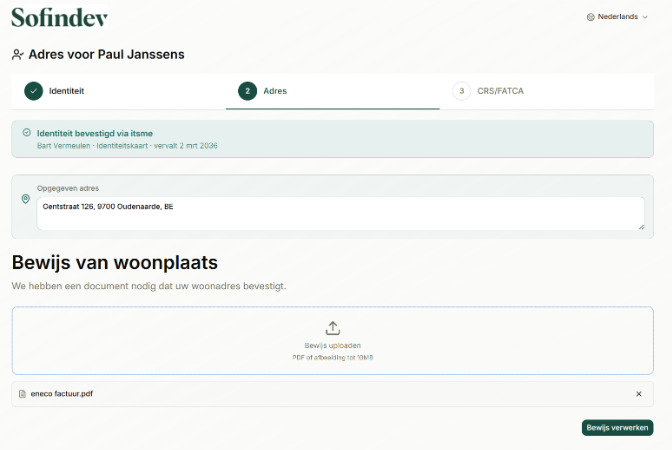 Sofindev
Nederlands
Adres voor Paul Janssens
Identiteit
2 Adres
3 CRS/FATCA
Identiteit bevestigd via itsme
Bart Vermeulen · Identiteitskaart · vervalt 2 mrt 2036
Opgegeven adres
Gentstraat 126, 9700 Oudenaarde, BE
Bewijs van woonplaats
We hebben een document nodig dat uw woonadres bevestigt.
Bewijs uploaden
PDF of afbeelding tot 10MB
eneco factuur.pdf
Bewijs verwerken